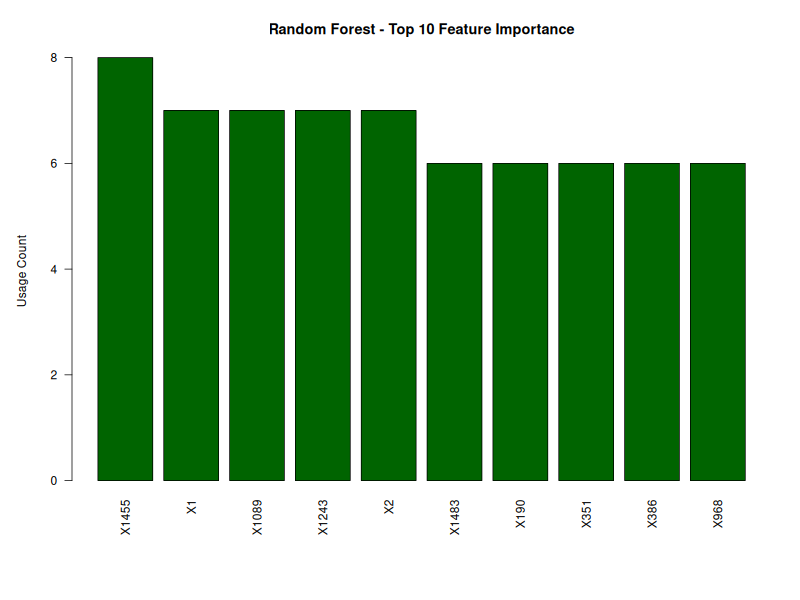 Random Forest - Top 10 Feature Importance
Usage Count
8
6
4
2
0
X1455
X1
X1089
X1243
X2
X1483
X190
X351
X386
X968